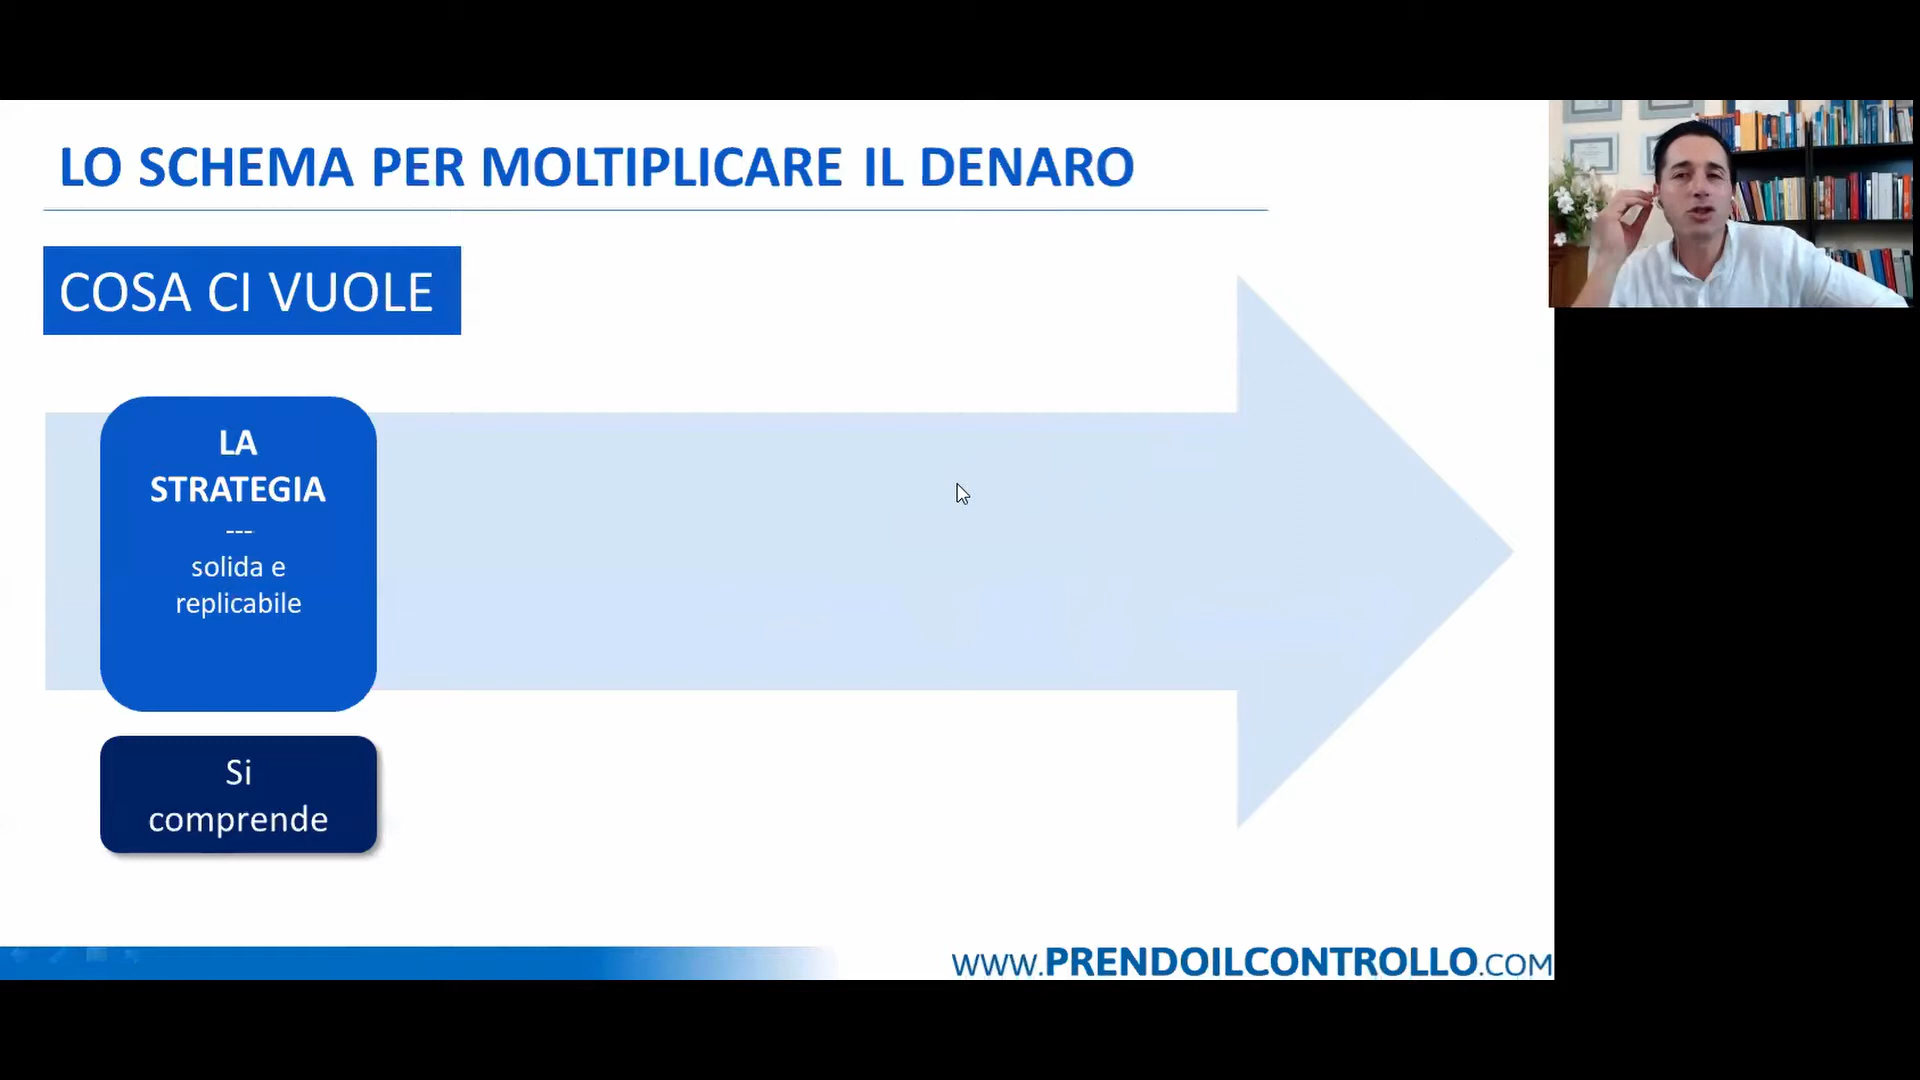 LO SCHEMA PER MOLTIPLICARE IL DENARO
COSA CI VUOLE
LA
STRATEGIA
---
solida e
replicabile
Si
comprende
WWW.PRENDOILCONTROLLO.COM